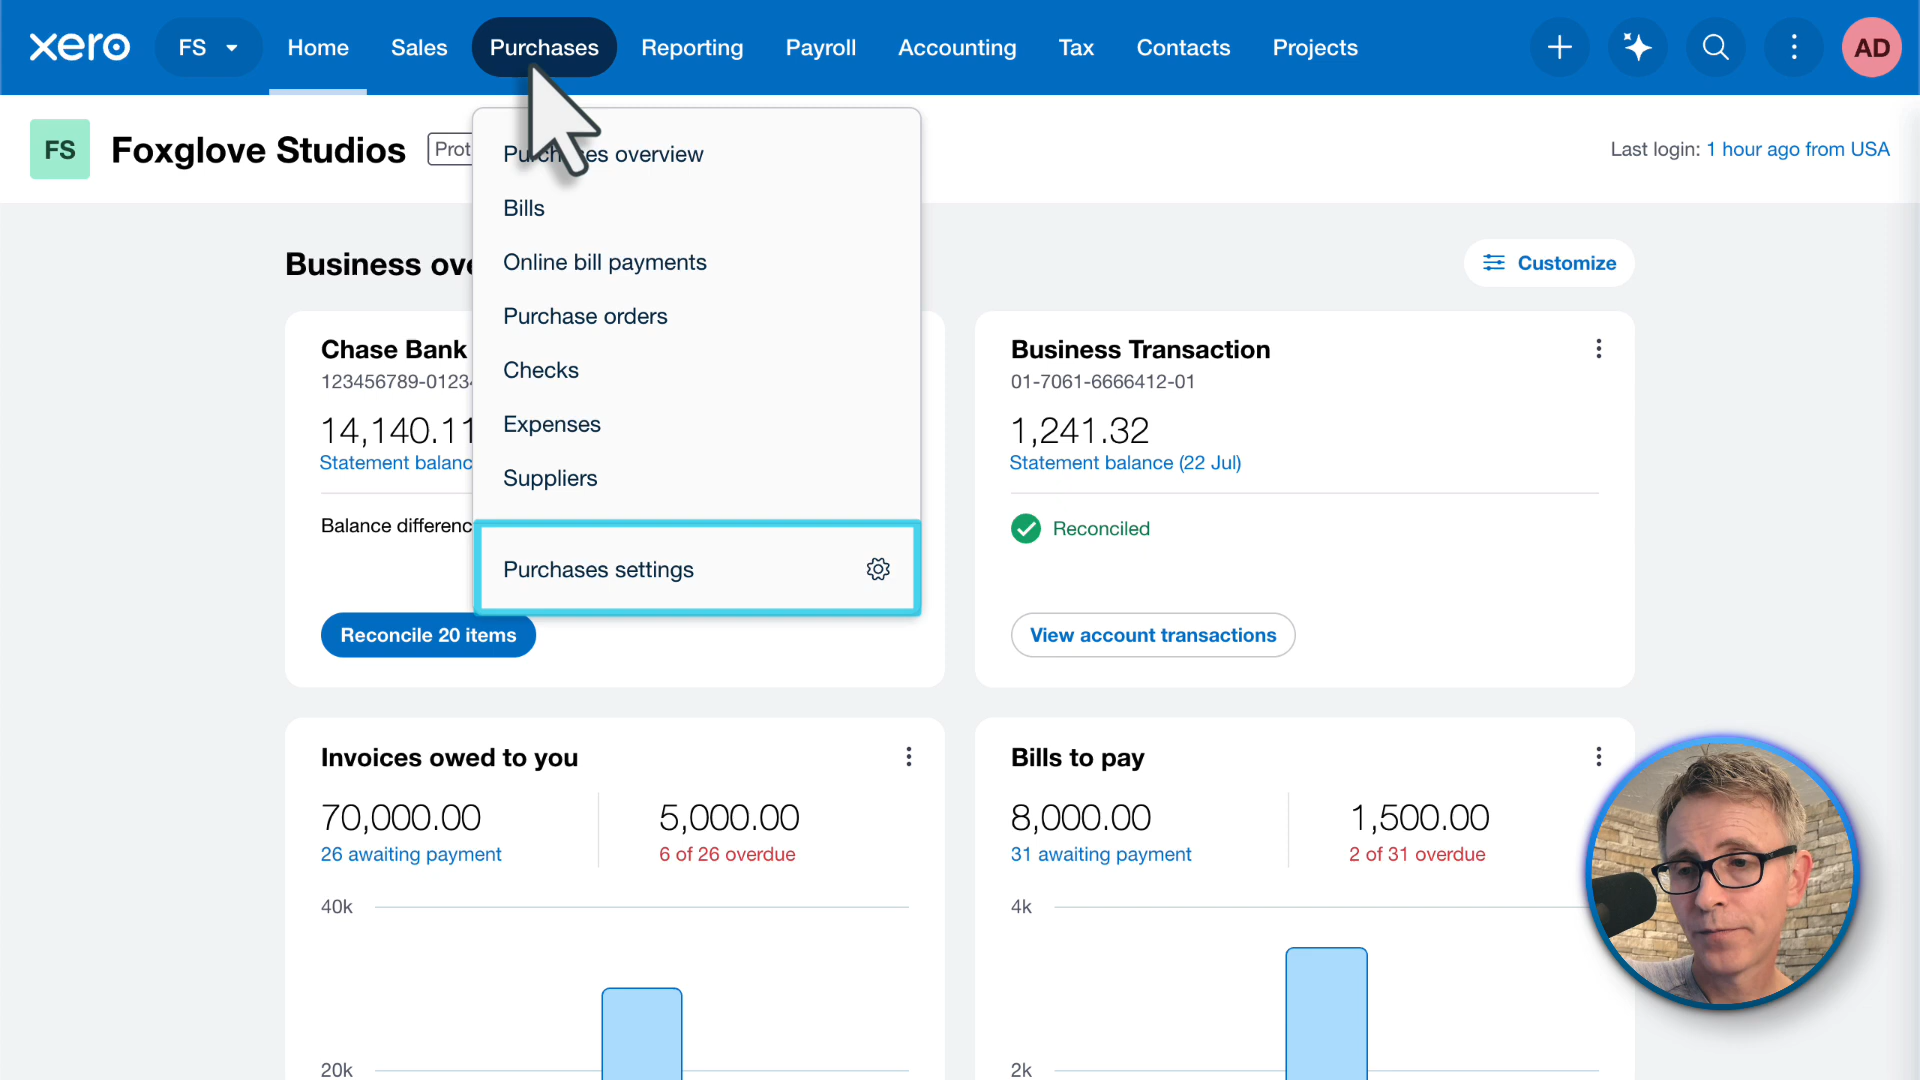 xero
FS
Home
Sales
Purchases
Reporting
Payroll
Accounting
Tax
Contacts
Projects
AD
FS
Foxglove Studios
Prot
Last login: 1 hour ago from USA
Purchases overview
Bills
Online bill payments
Purchase orders
Checks
Expenses
Suppliers
Purchases settings
Business ove
Customize
Chase Bank
123456789-01234
14,140.11
Statement balanc
Balance differenc
Reconcile 20 items
Business Transaction
01-7061-6666412-01
1,241.32
Statement balance (22 Jul)
Reconciled
View account transactions
Invoices owed to you
70,000.00
26 awaiting payment
5,000.00
6 of 26 overdue
40k
20k
Bills to pay
8,000.00
31 awaiting payment
1,500.00
2 of 31 overdue
4k
2k